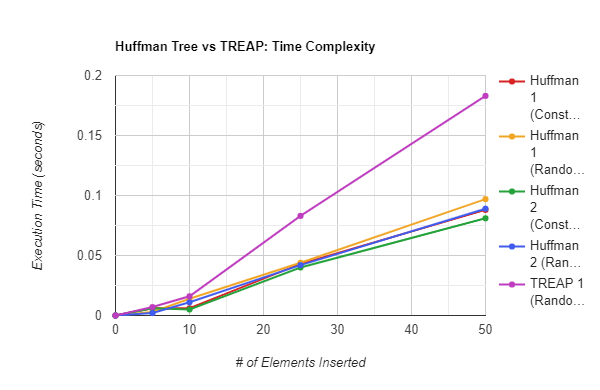 Huffman Tree vs TREAP: Time Complexity
0.2
0.15
0.1
0.05
0
Execution Time (seconds)
0 10 20 30 40 50
# of Elements Inserted
Huffman
1
(Const...
Huffman
1
(Rando...
Huffman
2
(Const...
Huffman
2 (Ran...
TREAP 1
(Rando...